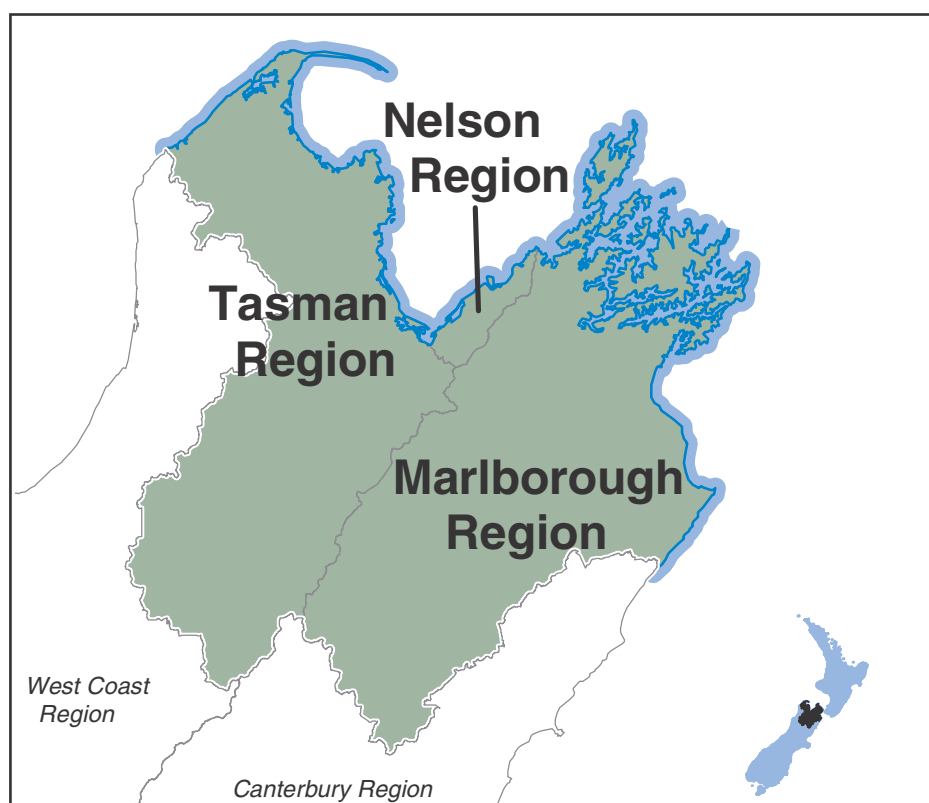 Nelson
Region
Tasman
Region
Marlborough
Region
West Coast
Region
Canterbury Region